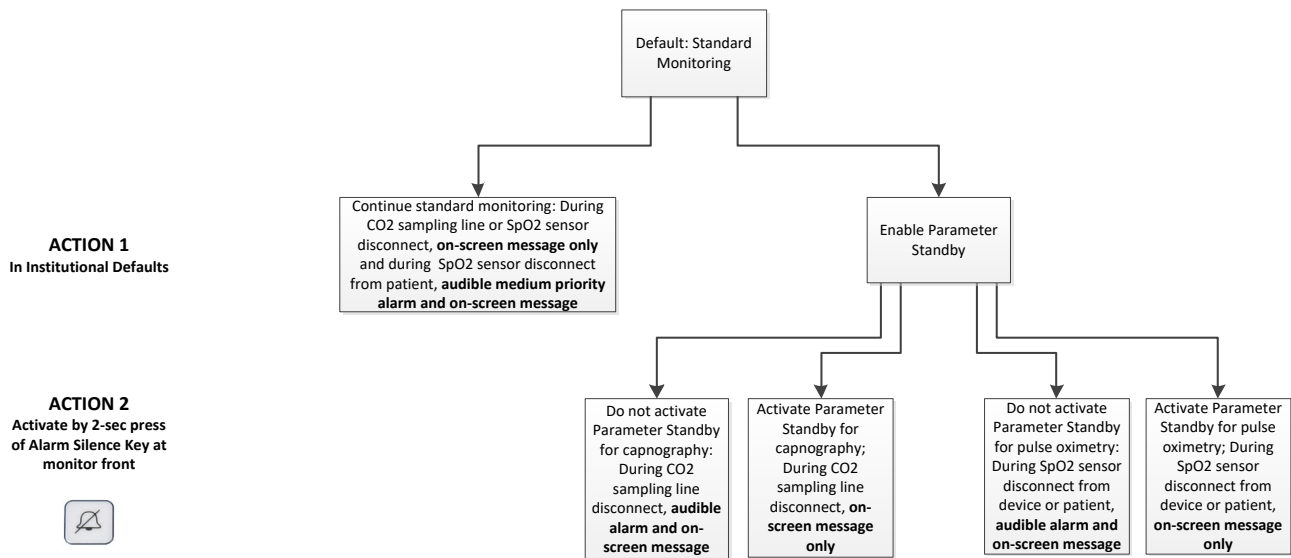 Default: Standard
Monitoring
ACTION 1
In Institutional Defaults
Continue standard monitoring: During
CO2 sampling line or SpO2 sensor
disconnect, on-screen message only
and during SpO2 sensor disconnect
from patient, audible medium priority
alarm and on-screen message
Enable Parameter
Standby
ACTION 2
Activate by 2-sec press
of Alarm Silence Key at
monitor front
Do not activate
Parameter Standby
for capnography:
During CO2
sampling line
disconnect, audible
alarm and on-
screen message
Activate Parameter
Standby for
capnography;
During CO2
sampling line
disconnect, on-
screen message
only
Do not activate
Parameter Standby
for pulse oximetry:
During SpO2 sensor
disconnect from
device or patient,
audible alarm and
on-screen message
Activate Parameter
Standby for pulse
oximetry; During
SpO2 sensor
disconnect from
device or patient,
on-screen message
only